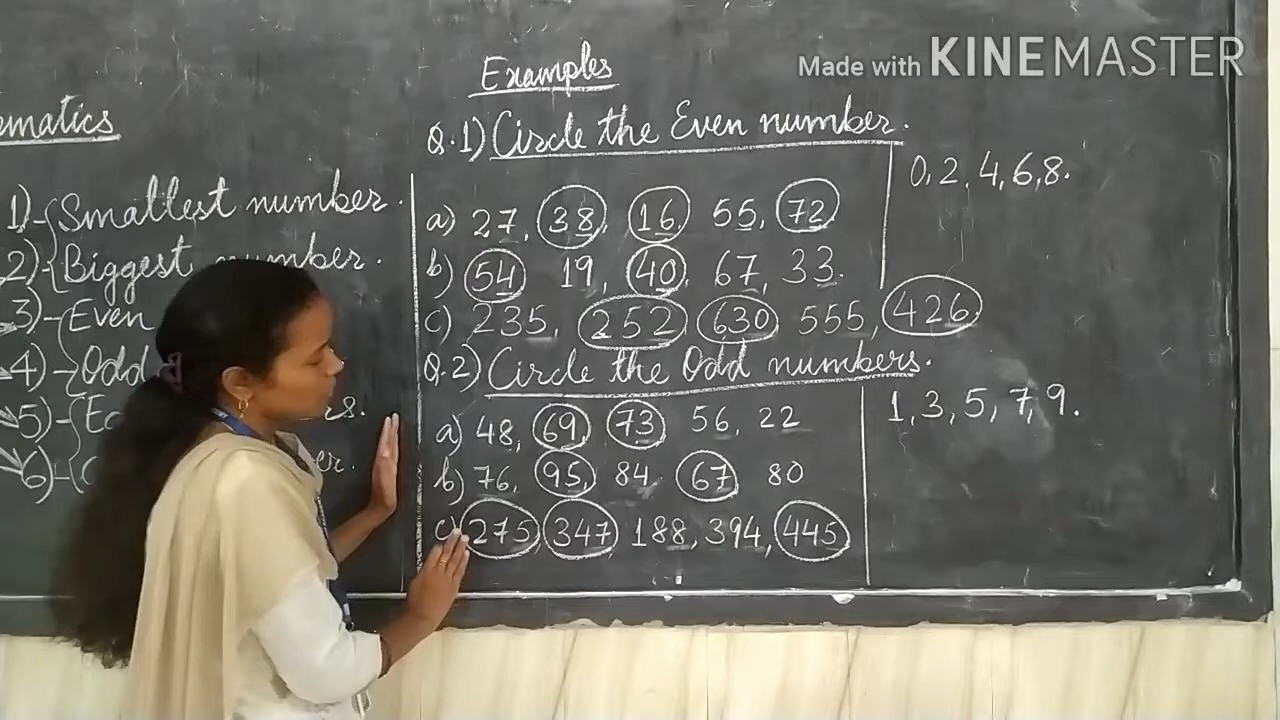 Made with KINEMASTER
ematics
1) Smallest number.
2) Biggest number.
3) Even
4) Odd
5)
6)
Examples
Q.1) Circle the Even number.
0, 2, 4, 6, 8.
a) 27, 38, 16, 55, 72
b) 54 19, 40, 67, 33.
c) 235, 252 630 555, 426
Q.2) Circle the Odd numbers.
1, 3, 5, 7, 9.
a) 48, 69, 73 56, 22
b) 76, 95, 84 67 80
c) 275, 347, 188, 394, 445